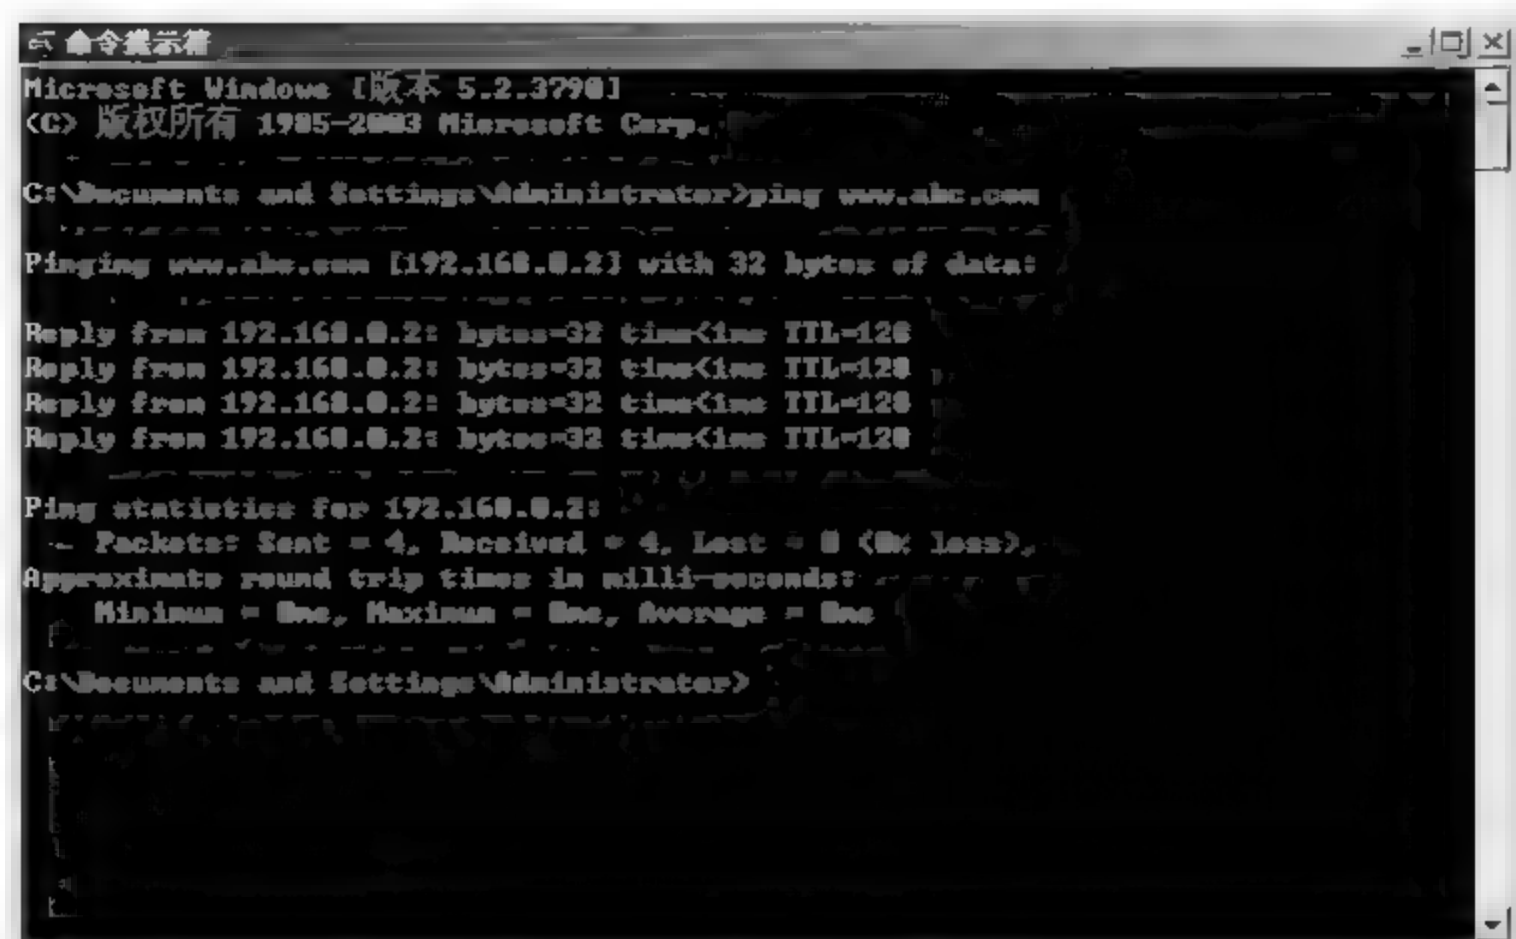 命令提示符
Microsoft Windows [版本 5.2.3790]
(C) 版权所有 1985-2003 Microsoft Corp.
C:\Documents and Settings\Administrator>ping www.abc.com
Pinging www.abc.com [192.168.0.2] with 32 bytes of data:
Reply from 192.168.0.2: bytes=32 time<1ms TTL=128
Reply from 192.168.0.2: bytes=32 time<1ms TTL=128
Reply from 192.168.0.2: bytes=32 time<1ms TTL=128
Reply from 192.168.0.2: bytes=32 time<1ms TTL=128
Ping statistics for 192.168.0.2:
Packets: Sent = 4, Received = 4, Lost = 0 (0% loss),
Approximate round trip times in milli-seconds:
Minimum = 0ms, Maximum = 0ms, Average = 0ms
C:\Documents and Settings\Administrator>